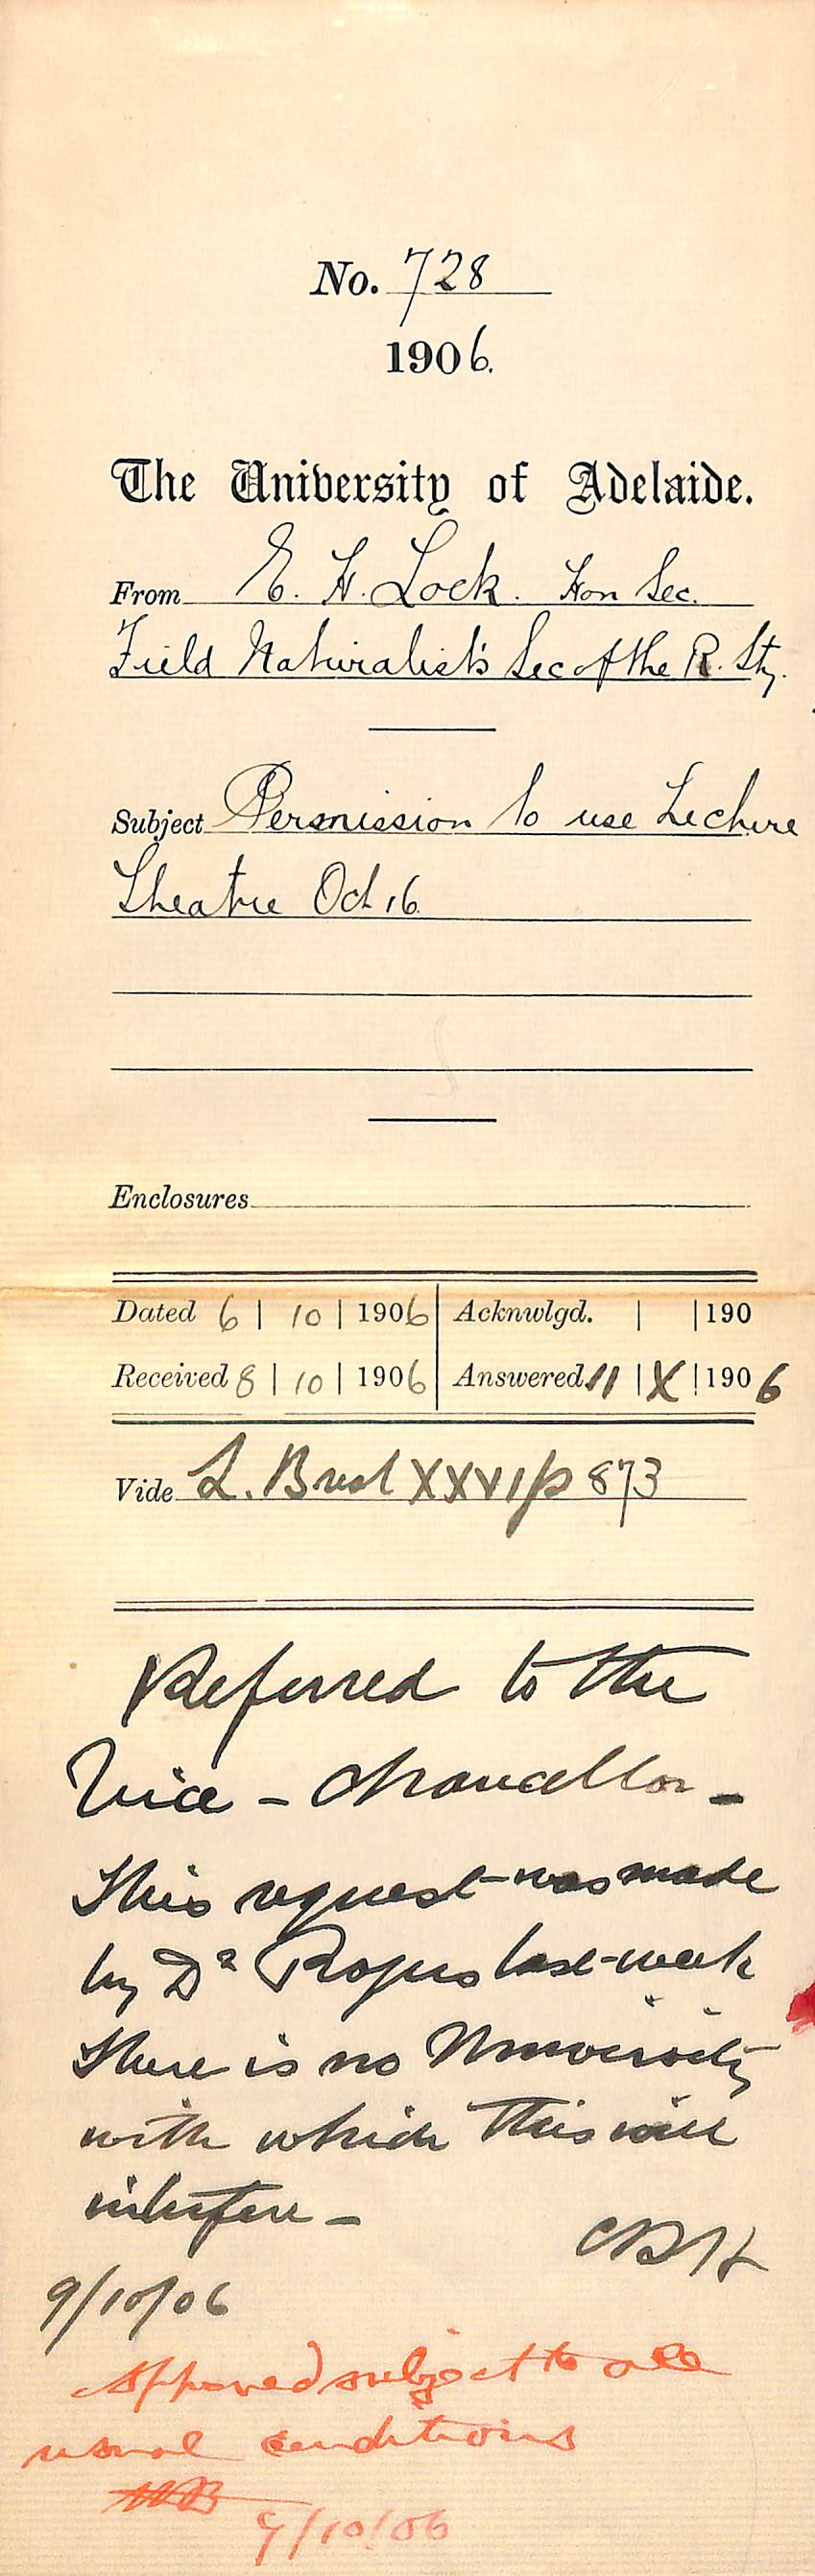 No. 728
1906.
The University of Adelaide.
From E. H. Lock. Hon Sec.
Field Naturalist's Sec of the R. Sty.
Subject Permission to use Lecture
Theatre Oct 16
Enclosures
Dated 6 | 10 | 1906 Acknwlgd. | | 190
Received 8 | 10 | 1906 Answered 11 | X | 1906
Vide L. Book XXVI p 873
Referred to the
Vice-Chancellor -
This request was made
by Dr Rogers last week
There is no University
with which this will
interfere -
CRH
9/10/06
Approved subject to all
usual conditions
9/10/06